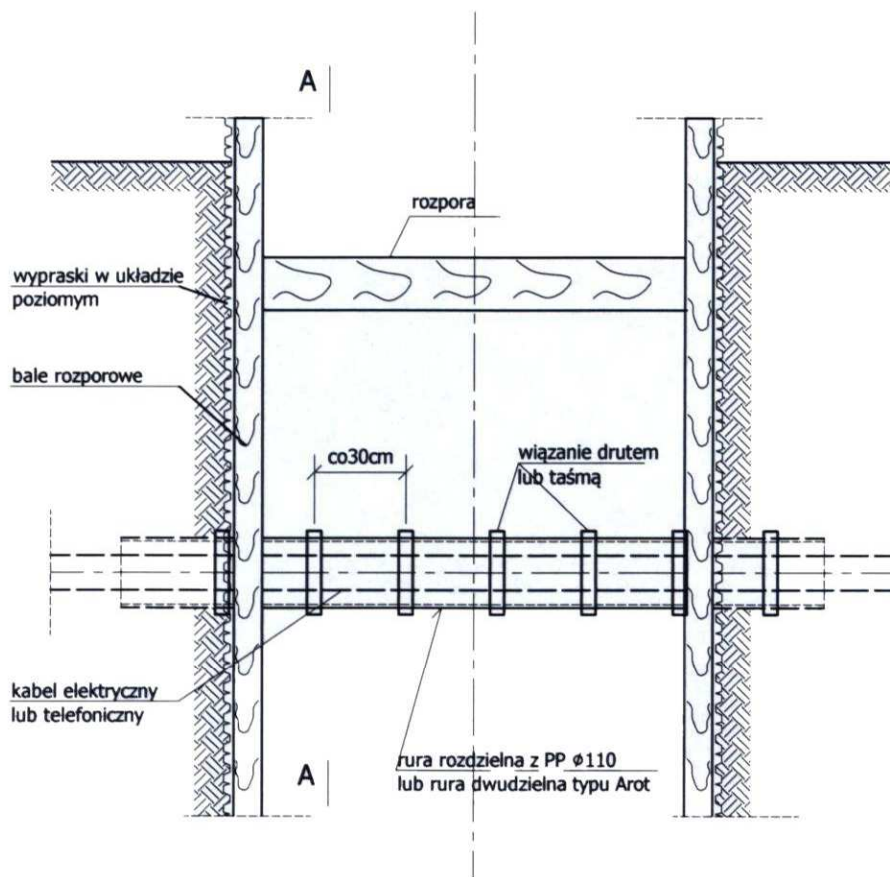 A
rozpora
wypraski w układzie
poziomym
bale rozporowe
co30cm
wiązanie drutem
lub taśmą
kabel elektryczny
lub telefoniczny
A
rura rozdzielna z PP ø110
lub rura dwudzielna typu Arot